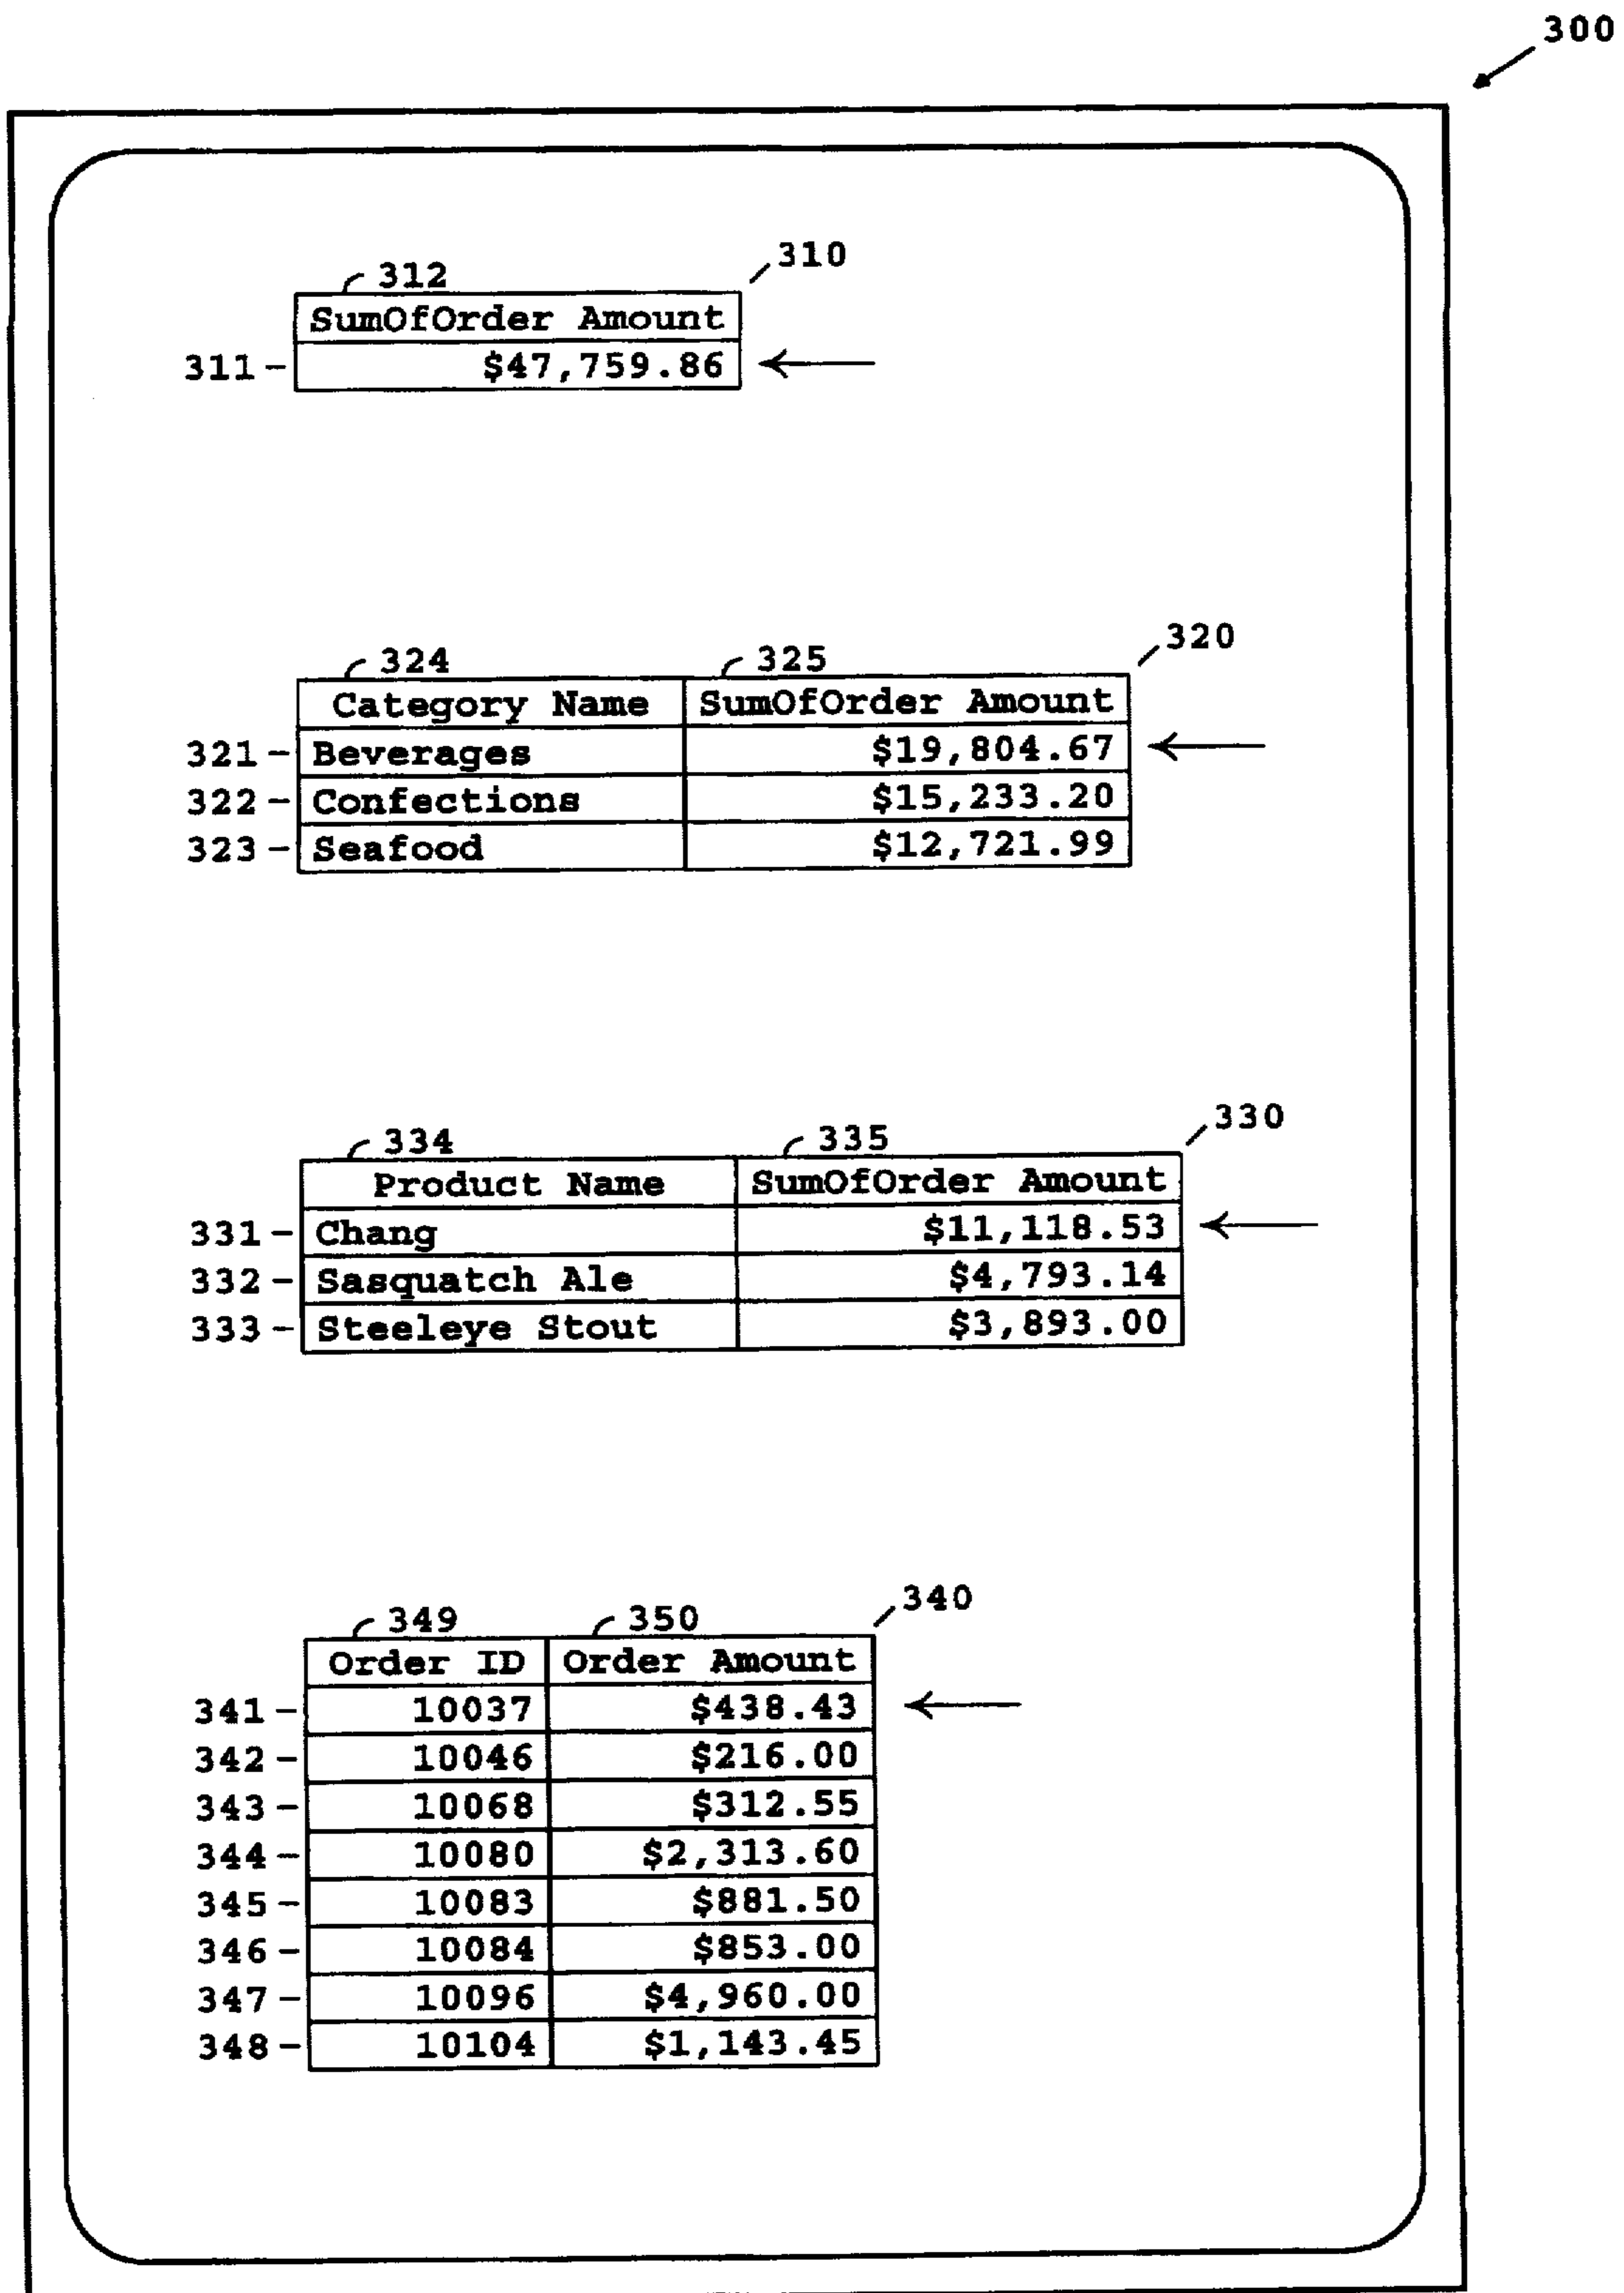 300
310
312
SumOfOrder Amount
311 - $47,759.86
320
324 325
Category Name SumOfOrder Amount
321 - Beverages $19,804.67
322 - Confections $15,233.20
323 - Seafood $12,721.99
330
334 335
Product Name SumOfOrder Amount
331 - Chang $11,118.53
332 - Sasquatch Ale $4,793.14
333 - Steeleye Stout $3,893.00
340
349 350
Order ID Order Amount
341 - 10037 $438.43
342 - 10046 $216.00
343 - 10068 $312.55
344 - 10080 $2,313.60
345 - 10083 $881.50
346 - 10084 $853.00
347 - 10096 $4,960.00
348 - 10104 $1,143.45